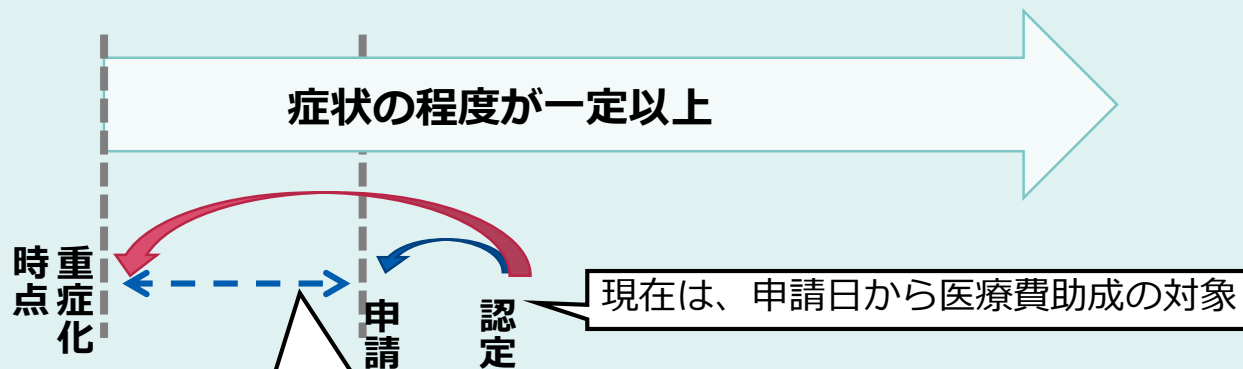 症状の程度が一定以上
重症化
時点
申請
認定
現在は、申請日から医療費助成の対象